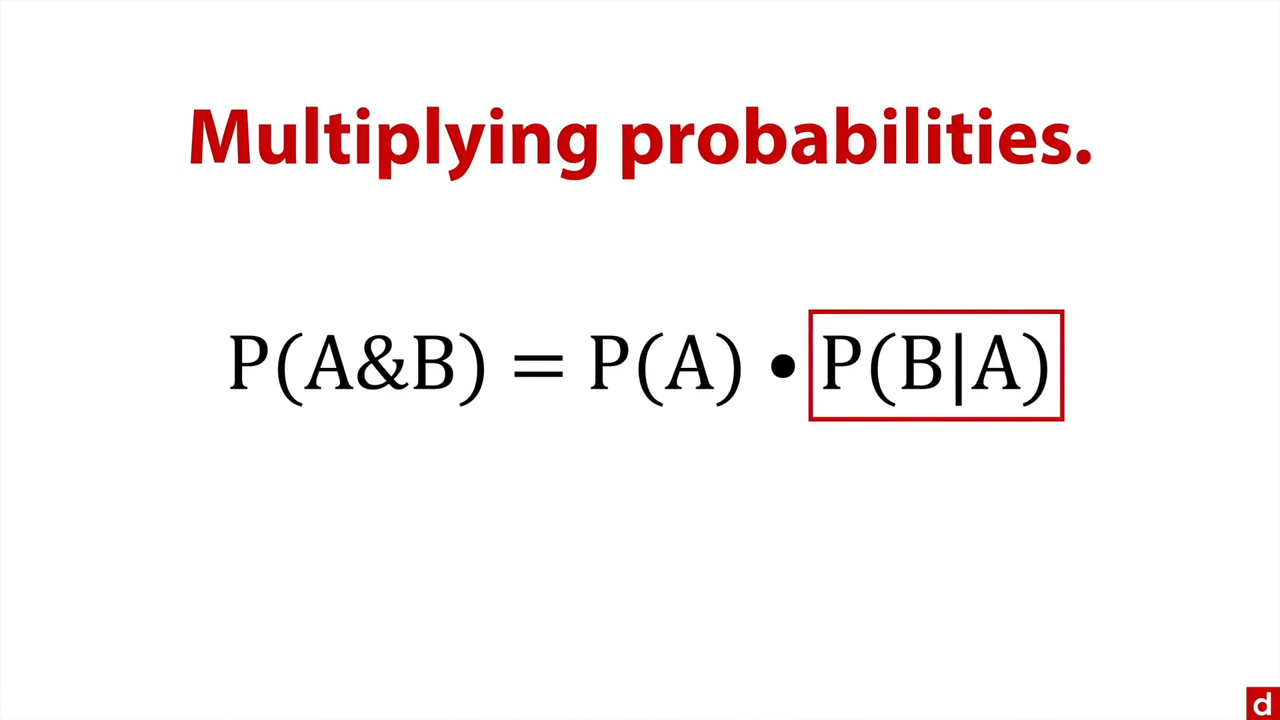 Multiplying probabilities.
P(A&B) = P(A) • P(B|A)
d